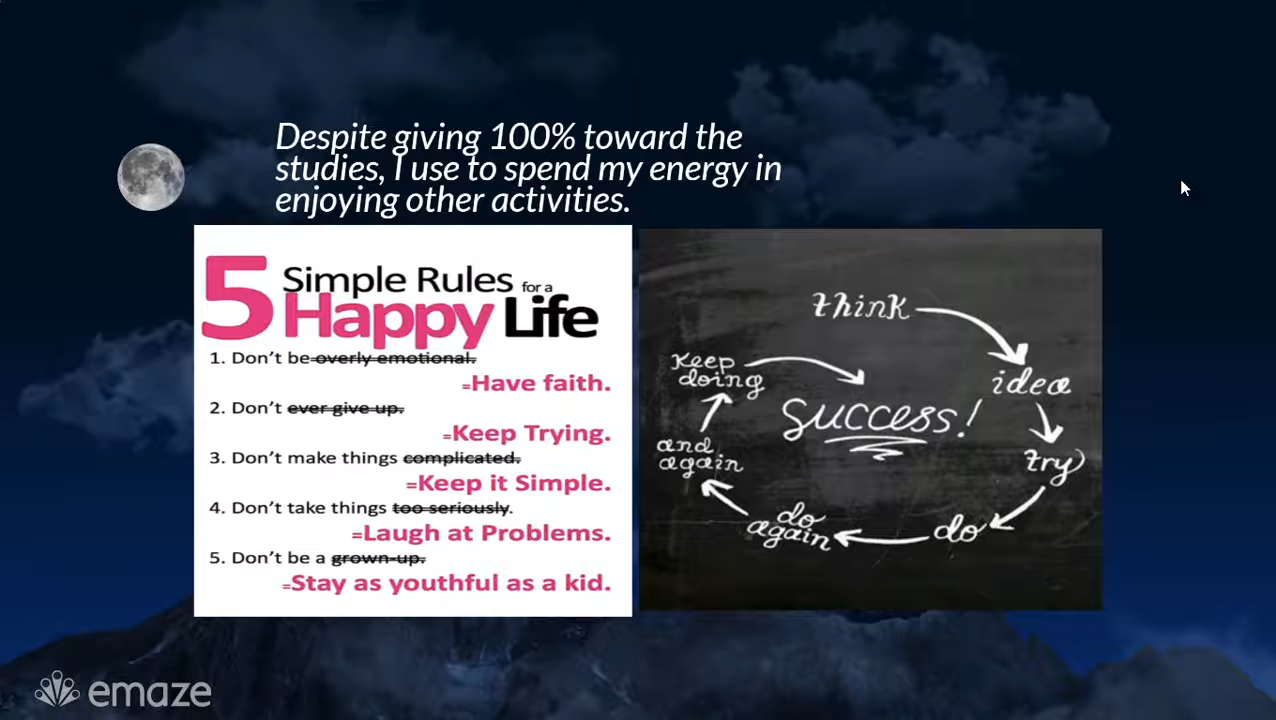 Despite giving 100% toward the
studies, I use to spend my energy in
enjoying other activities.
5 Simple Rules for a
Happy Life
1. Don't be overly emotional.
=Have faith.
2. Don't ever give up.
=Keep Trying.
3. Don't make things complicated.
=Keep it Simple.
4. Don't take things too seriously.
=Laugh at Problems.
5. Don't be a grown-up.
=Stay as youthful as a kid.
think
idea
try
do
do
again
and
again
keep
doing
success!
emaze